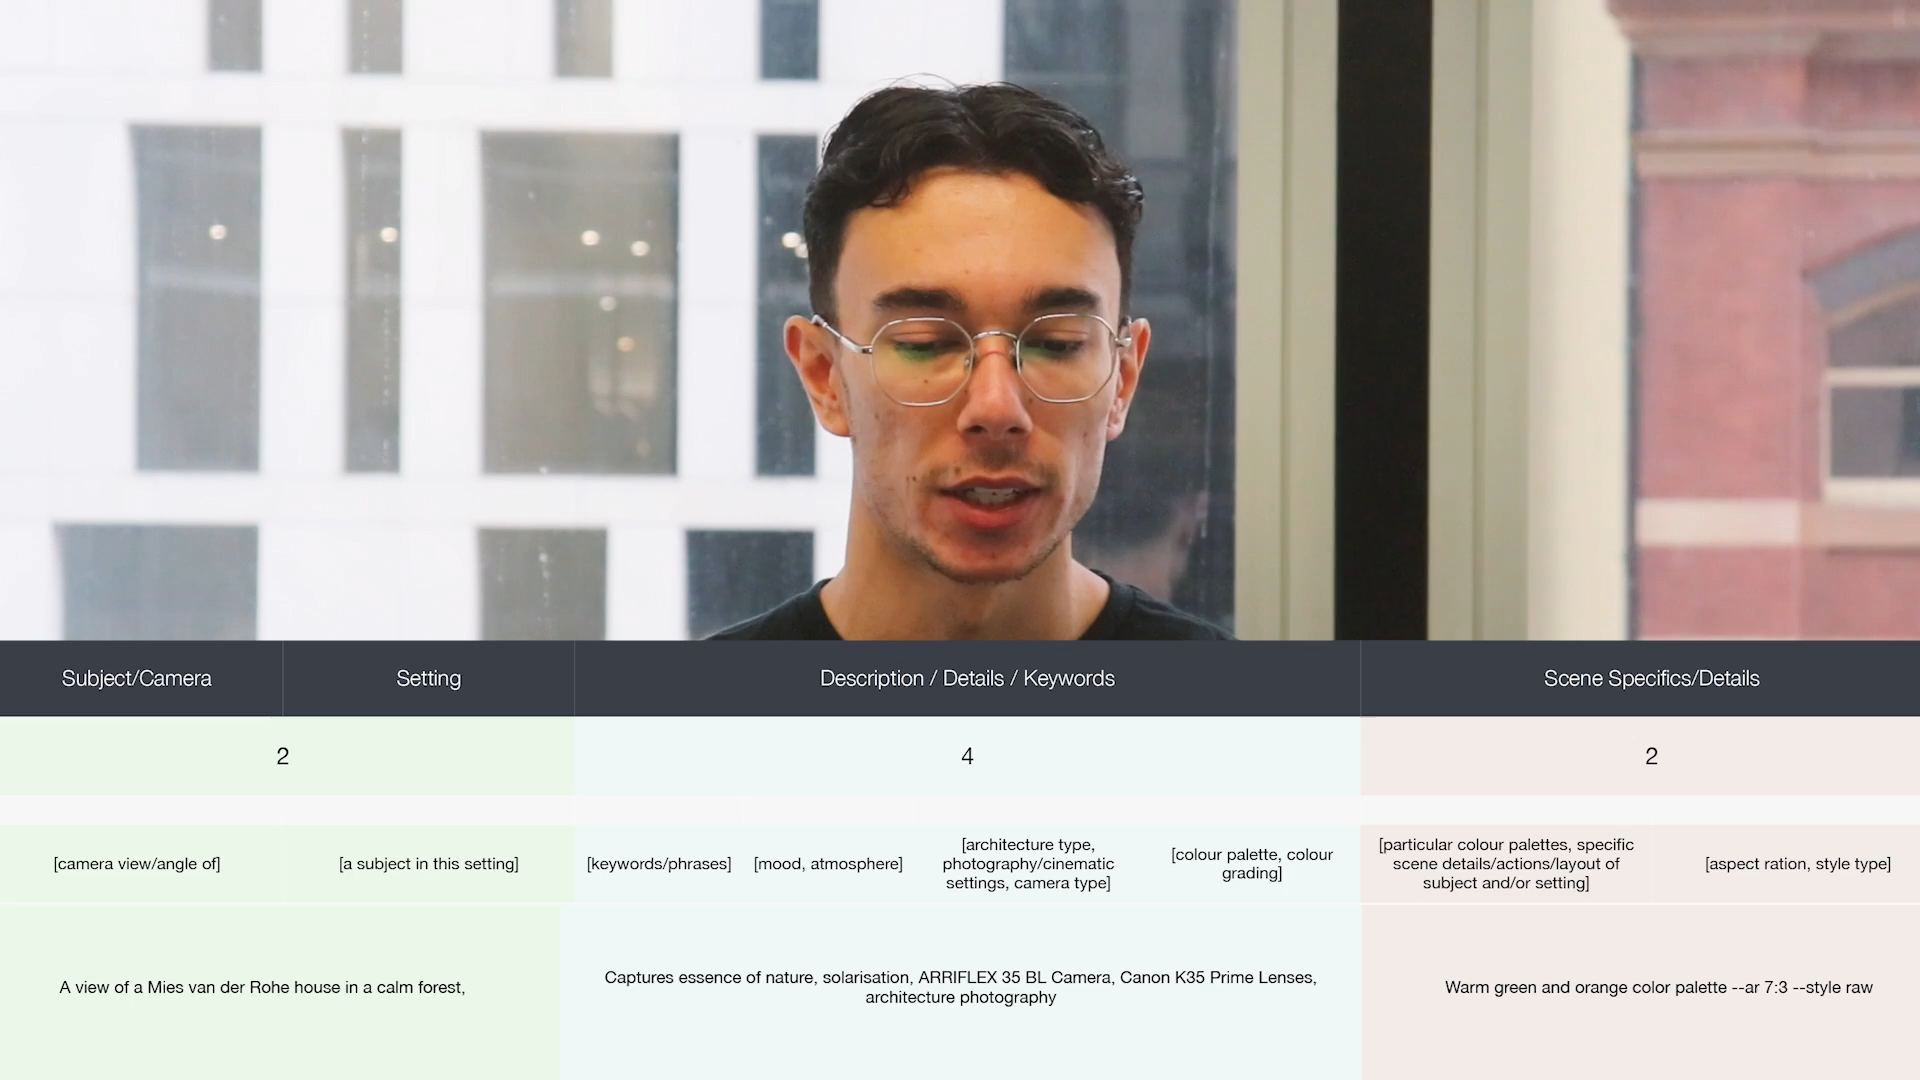 Subject/Camera
Setting
Description / Details / Keywords
Scene Specifics/Details
2
4
2
[camera view/angle of]
[a subject in this setting]
[keywords/phrases]
[mood, atmosphere]
[architecture type,
photography/cinematic
settings, camera type]
[colour palette, colour
grading]
[particular colour palettes, specific
scene details/actions/layout of
subject and/or setting]
[aspect ration, style type]
A view of a Mies van der Rohe house in a calm forest,
Captures essence of nature, solarisation, ARRIFLEX 35 BL Camera, Canon K35 Prime Lenses,
architecture photography
Warm green and orange color palette --ar 7:3 --style raw